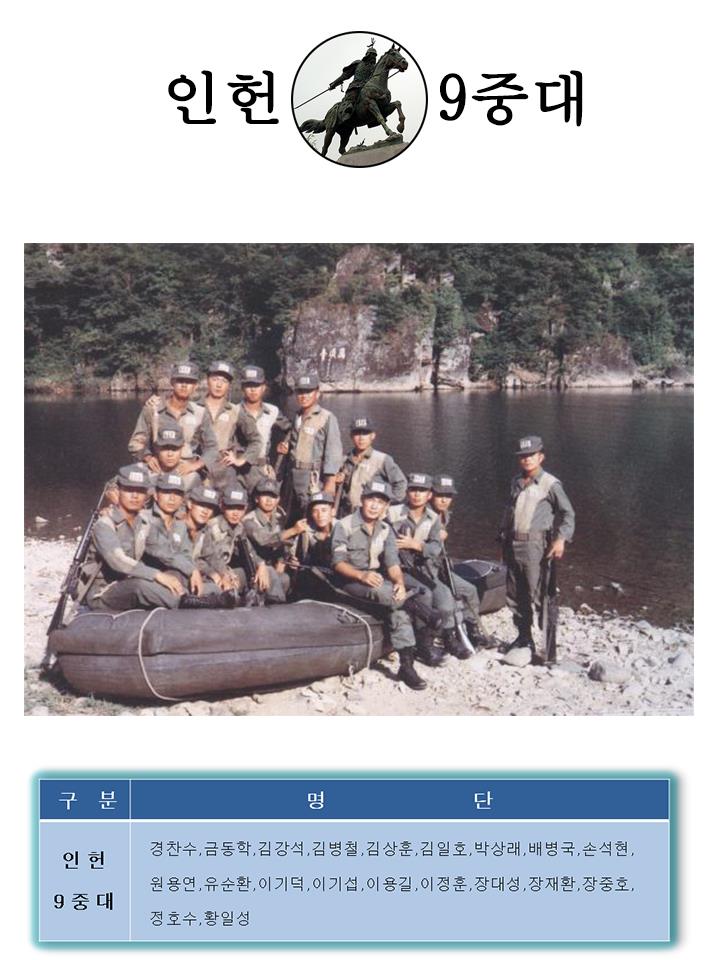 인헌 9중대
구 분 명 단
인 헌
9 중 대
경찬수,금동학,김강석,김병철,김상훈,김일호,박상래,배병국,손석현,
원용연,유순환,이기덕,이기섭,이용길,이정훈,장대성,장재환,장중호,
정호수,황일성